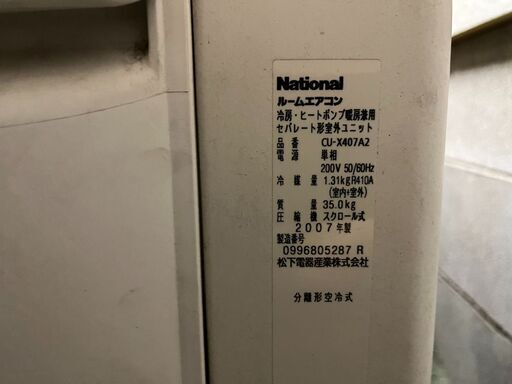 National
ルームエアコン
冷房・ヒートポンプ暖房兼用
セパレート形室外ユニット
品番 CU-X407A2
電源 単相
200V 50/60Hz
冷媒量 1.31kgR410A
(室内+室外)
質量 35.0kg
圧縮機 スクロール式
2007年製
製造番号
0996805287 R
松下電器産業株式会社
分離形空冷式